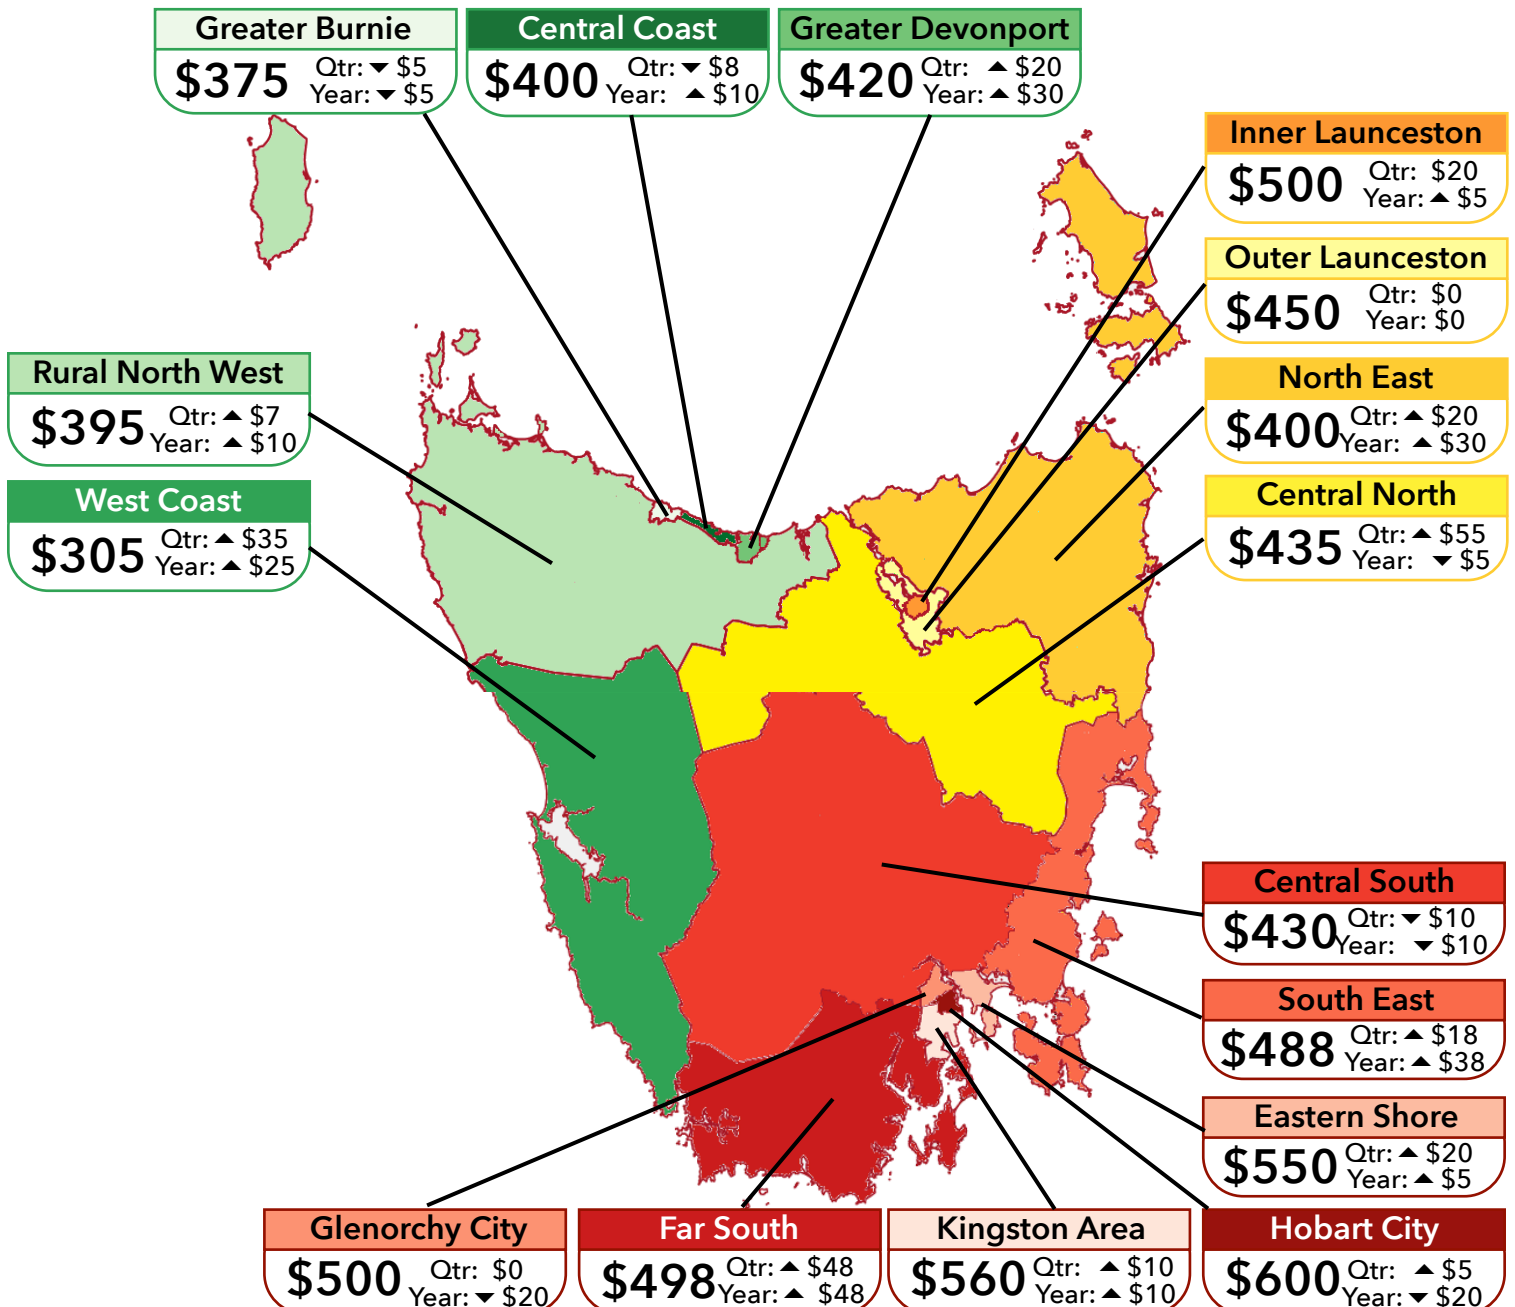 Greater Burnie
$375 Qtr: ▼ $5
Year: ▼ $5
Central Coast
$400 Qtr: ▼ $8
Year: ▲ $10
Greater Devonport
$420 Qtr: ▲ $20
Year: ▲ $30
Inner Launceston
$500 Qtr: $20
Year: ▲ $5
Outer Launceston
$450 Qtr: $0
Year: $0
Rural North West
$395 Qtr: ▲ $7
Year: ▲ $10
North East
$400 Qtr: ▲ $20
Year: ▲ $30
West Coast
$305 Qtr: ▲ $35
Year: ▲ $25
Central North
$435 Qtr: ▲ $55
Year: ▼ $5
Central South
$430 Qtr: ▼ $10
Year: ▼ $10
South East
$488 Qtr: ▲ $18
Year: ▲ $38
Eastern Shore
$550 Qtr: ▲ $20
Year: ▲ $5
Glenorchy City
$500 Qtr: $0
Year: ▼ $20
Far South
$498 Qtr: ▲ $48
Year: ▲ $48
Kingston Area
$560 Qtr: ▲ $10
Year: ▲ $10
Hobart City
$600 Qtr: ▲ $5
Year: ▼ $20